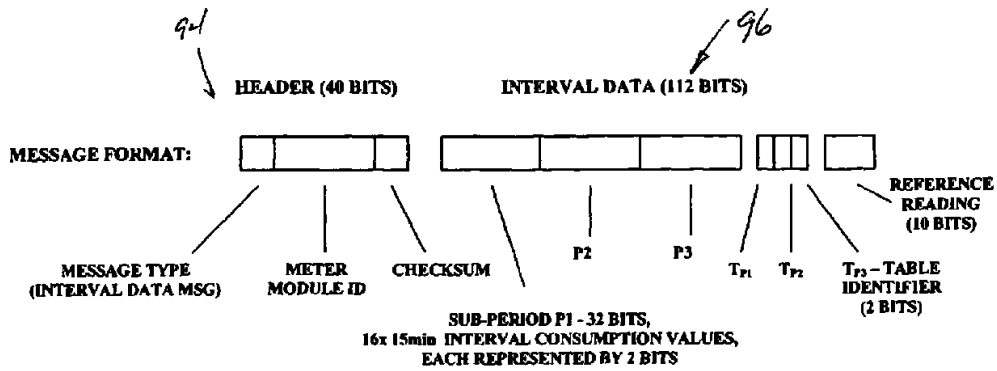 94
96
HEADER (40 BITS)
INTERVAL DATA (112 BITS)
MESSAGE FORMAT:
REFERENCE
READING
(10 BITS)
MESSAGE TYPE
(INTERVAL DATA MSG)
METER
MODULE ID
CHECKSUM
P2
P3
TP1
TP2
TP3 – TABLE
IDENTIFIER
(2 BITS)
SUB-PERIOD P1 - 32 BITS,
16x 15min INTERVAL CONSUMPTION VALUES,
EACH REPRESENTED BY 2 BITS